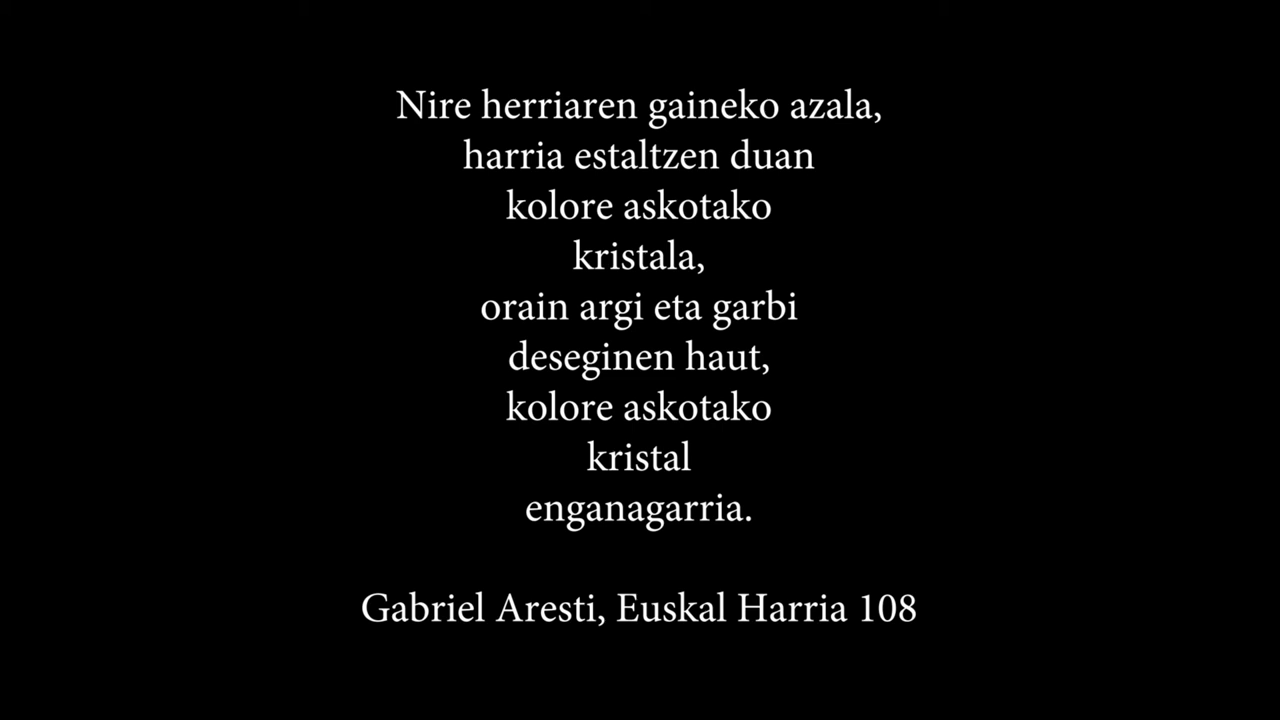 Nire herriaren gaineko azala,
harria estaltzen duan
kolore askotako
kristala,
orain argi eta garbi
deseginen haut,
kolore askotako
kristal
enganagarria.
Gabriel Aresti, Euskal Harria 108